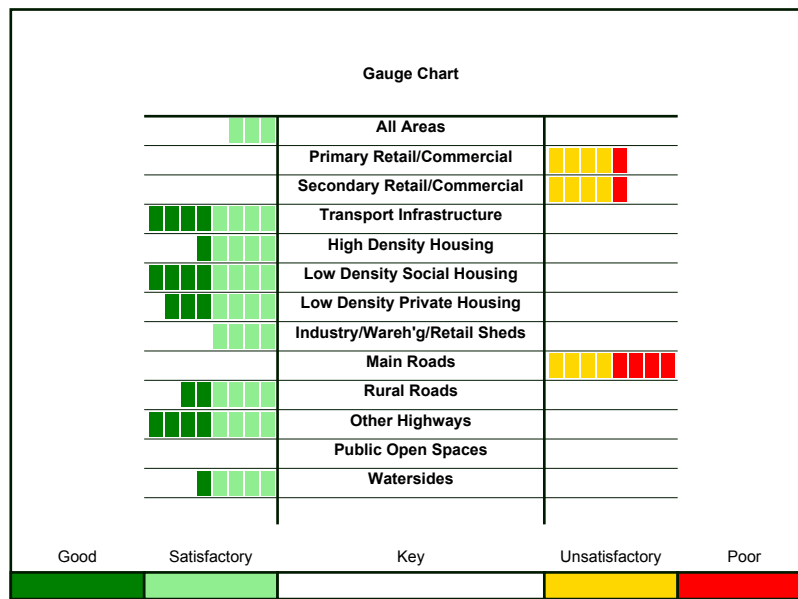 Gauge Chart
All Areas
Primary Retail/Commercial
Secondary Retail/Commercial
Transport Infrastructure
High Density Housing
Low Density Social Housing
Low Density Private Housing
Industry/Wareh'g/Retail Sheds
Main Roads
Rural Roads
Other Highways
Public Open Spaces
Watersides
Good Satisfactory Key Unsatisfactory Poor